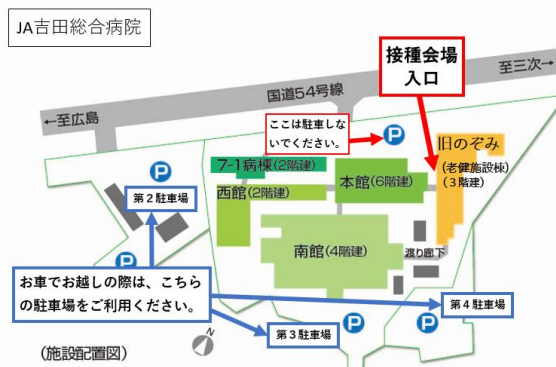 JA吉田総合病院
接種会場
入口
至三次→
国道54号線
←至広島
ここは駐車しな
いでください。
P
旧のぞみ
(老健施設棟)
(3階建)
7-1病棟(2階建)
本館(6階建)
西館(2階建)
P
第2駐車場
南館(4階建)
渡り廊下
P
お車でお越しの際は、こちら
の駐車場をご利用ください。
第4駐車場
P
P
第3駐車場
N
P
(施設配置図)